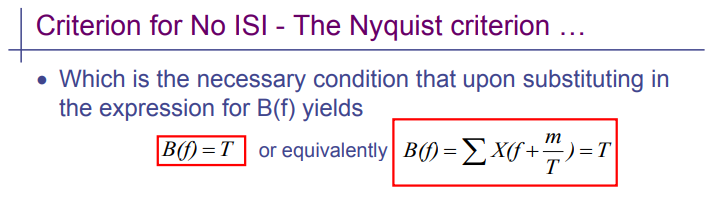 Criterion for No ISI - The Nyquist criterion …
• Which is the necessary condition that upon substituting in
the expression for B(f) yields
B(f) = T or equivalently B(f) = ∑ X(f + m/T) = T